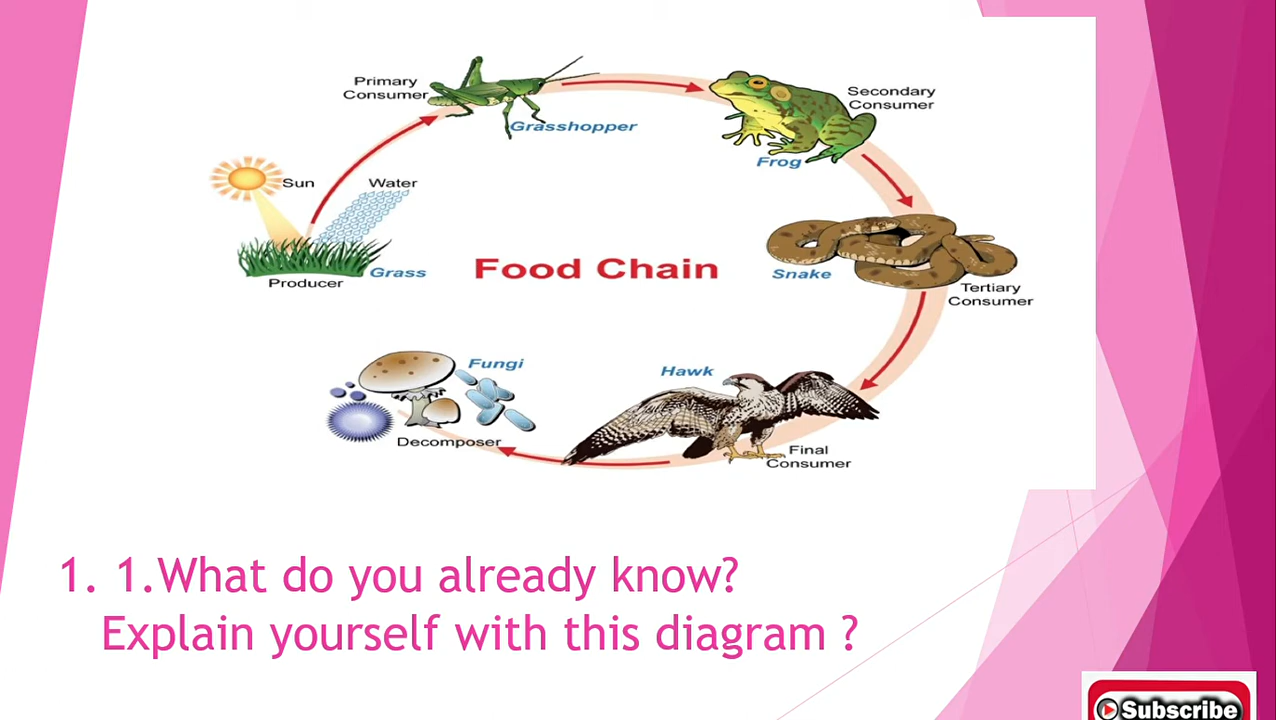 Primary
Consumer
Grasshopper
Secondary
Consumer
Frog
Sun
Water
Grass
Producer
Food Chain
Snake
Tertiary
Consumer
Fungi
Hawk
Decomposer
Final
Consumer
1. 1.What do you already know?
Explain yourself with this diagram ?
Subscribe